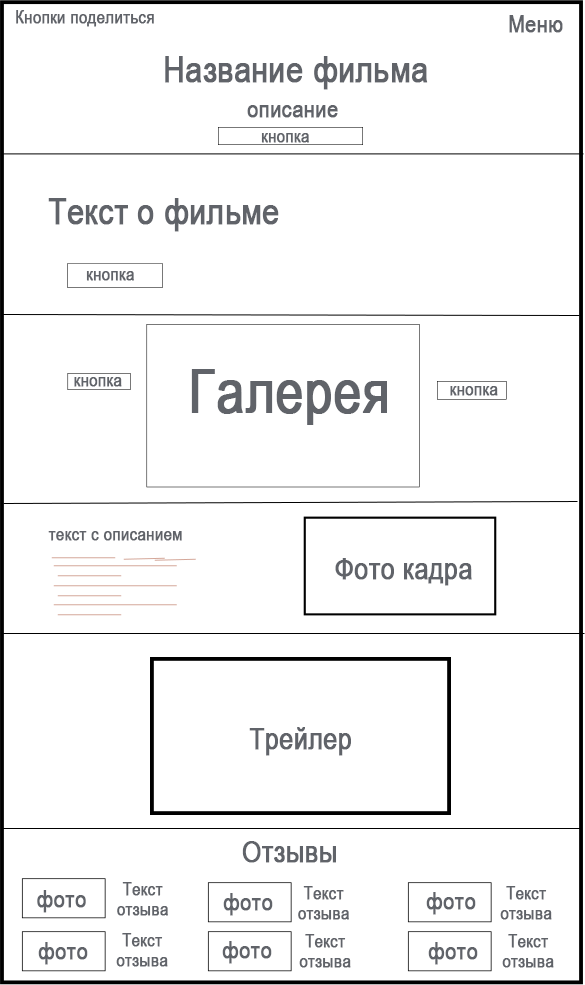 Кнопки поделиться
Меню
Название фильма
описание
кнопка
Текст о фильме
кнопка
кнопка
Галерея
кнопка
текст с описанием
Фото кадра
Трейлер
Отзывы
фото
Текст
отзыва
фото
Текст
отзыва
фото
Текст
отзыва
фото
Текст
отзыва
фото
Текст
отзыва
фото
Текст
отзыва